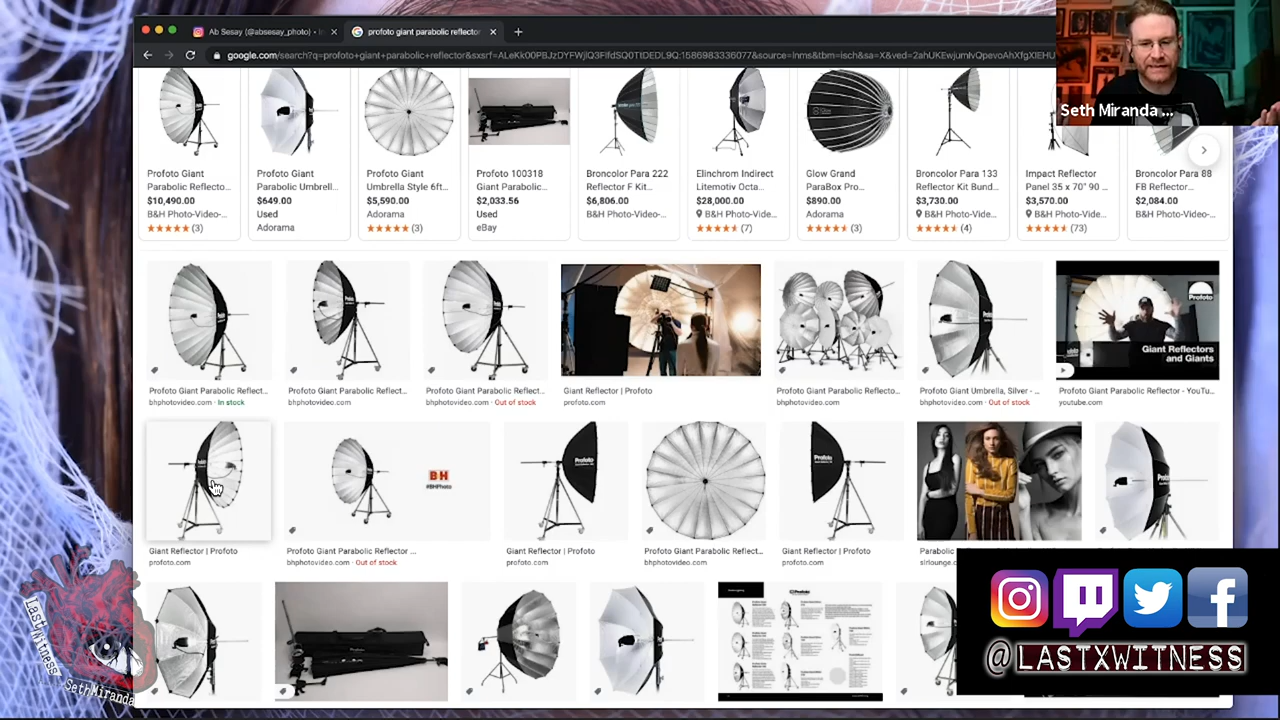 Ab Sesay (@absesay_photo) - I
profoto giant parabolic reflector
Seth Miranda ...
Profoto Giant
Parabolic Reflecto...
$10,490.00
B&H Photo-Video-...
(3)
Profoto Giant
Parabolic Umbrell...
$649.00
Used
Adorama
Profoto Giant
Umbrella Style 6ft...
$5,590.00
Adorama
(3)
Profoto 100318
Giant Parabolic...
$2,033.56
Used
eBay
Broncolor Para 222
Reflector F Kit
$6,806.00
B&H Photo-Video-...
Elinchrom Indirect
Litemotiv Octa...
$28,000.00
B&H Photo-Vide...
(7)
Glow Grand
ParaBox Pro...
$890.00
Adorama
(3)
Broncolor Para 133
Reflector Kit Bund...
$3,730.00
B&H Photo-Vide...
(4)
Impact Reflector
Panel 35 x 70" 90 ...
$3,570.00
B&H Photo-Vide...
(73)
Broncolor Para 88
FB Reflector...
$2,084.00
B&H Photo-Video-...
Profoto
Giant Reflectors
and Giants
Profoto Giant Parabolic Reflect...
bhphotovideo.com · In stock
Profoto Giant Parabolic Reflect...
bhphotovideo.com
Profoto Giant Parabolic Reflect...
bhphotovideo.com · Out of stock
Giant Reflector | Profoto
profoto.com
Profoto Giant Parabolic Reflecto...
bhphotovideo.com
Profoto Giant Umbrella, Silver - ...
bhphotovideo.com · Out of stock
Profoto Giant Parabolic Reflector - YouTu...
youtube.com
BH
#BHPhoto
Profoto
Profoto
Giant Reflector | Profoto
profoto.com
Profoto Giant Parabolic Reflector ...
bhphotovideo.com · Out of stock
Giant Reflector | Profoto
profoto.com
Profoto Giant Parabolic Reflect...
bhphotovideo.com
Giant Reflector | Profoto
profoto.com
Parabolic
LastXWitness
SethMiranda
@LASTXWITNESS